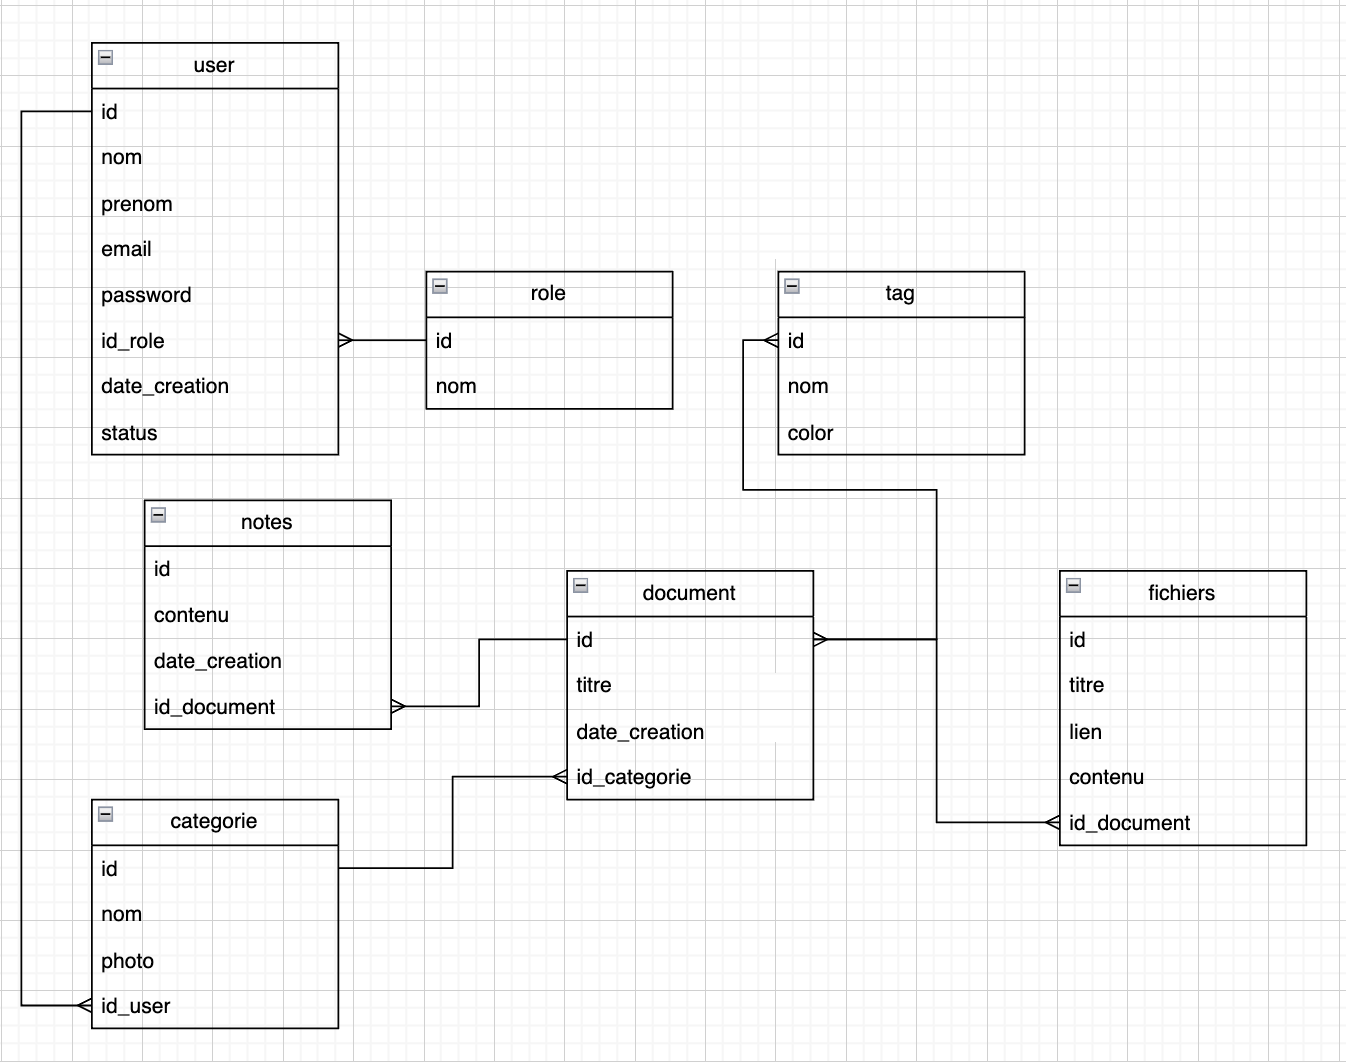 user
id
nom
prenom
email
password
id_role
date_creation
status
role
id
nom
tag
id
nom
color
notes
id
contenu
date_creation
id_document
document
id
titre
date_creation
id_categorie
fichiers
id
titre
lien
contenu
id_document
categorie
id
nom
photo
id_user